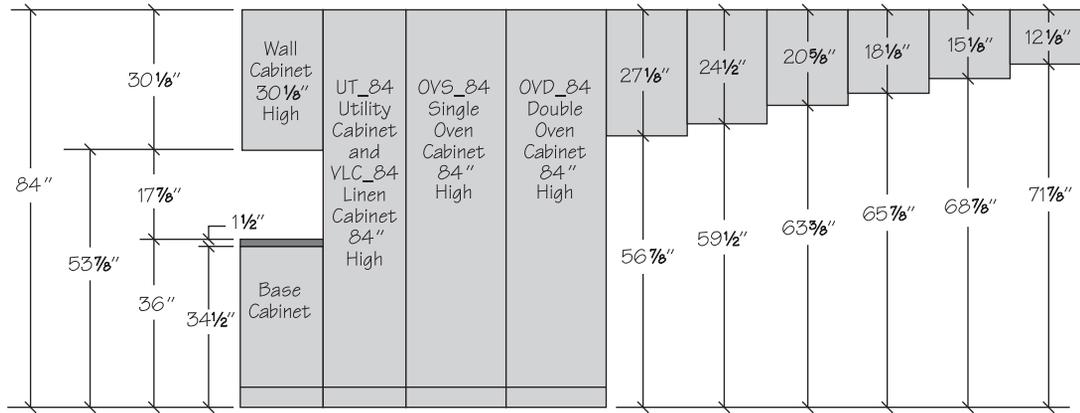 30⅛"
84"
17⅞"
1½"
53⅞"
36"
34½"
Wall
Cabinet
30⅛"
High
Base
Cabinet
UT_84
Utility
Cabinet
and
VLC_84
Linen
Cabinet
84"
High
OVS_84
Single
Oven
Cabinet
84"
High
OVD_84
Double
Oven
Cabinet
84"
High
27⅛"
24½"
20⅝"
18⅛"
15⅛"
12⅛"
56⅞"
59½"
63⅜"
65⅞"
68⅞"
71⅞"